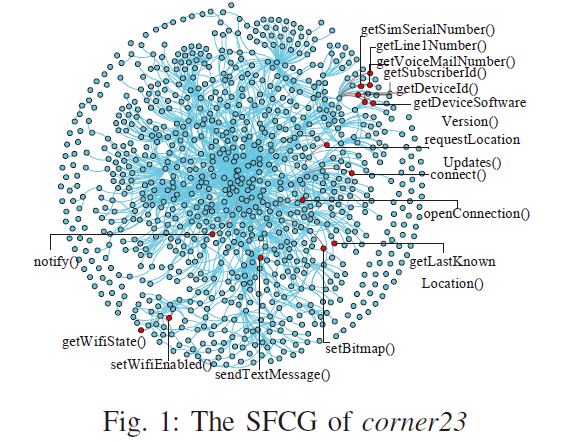 getSimSerialNumber()
getLine1Number()
getVoiceMailNumber()
getSubscriberId()
getDeviceId()
getDeviceSoftware
Version()
requestLocation
Updates()
connect()
openConnection()
notify()
getLastKnown
Location()
getWifiState()
setBitmap()
setWifiEnabled()
sendTextMessage()
Fig. 1: The SFCG of corner23